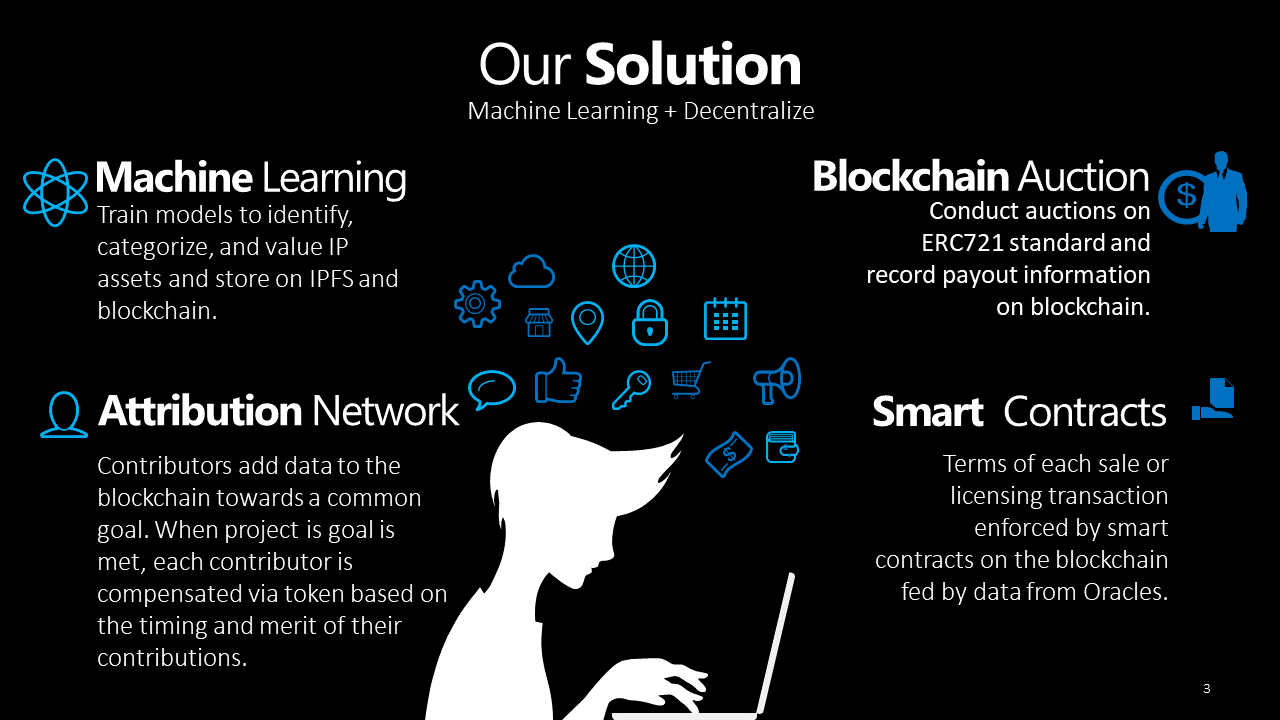 Our Solution
Machine Learning + Decentralize
Machine Learning
Train models to identify,
categorize, and value IP
assets and store on IPFS and
blockchain.
Blockchain Auction
Conduct auctions on
ERC721 standard and
record payout information
on blockchain.
Attribution Network
Contributors add data to the
blockchain towards a common
goal. When project is goal is
met, each contributor is
compensated via token based on
the timing and merit of their
contributions.
Smart Contracts
Terms of each sale or
licensing transaction
enforced by smart
contracts on the blockchain
fed by data from Oracles.
$
$
3